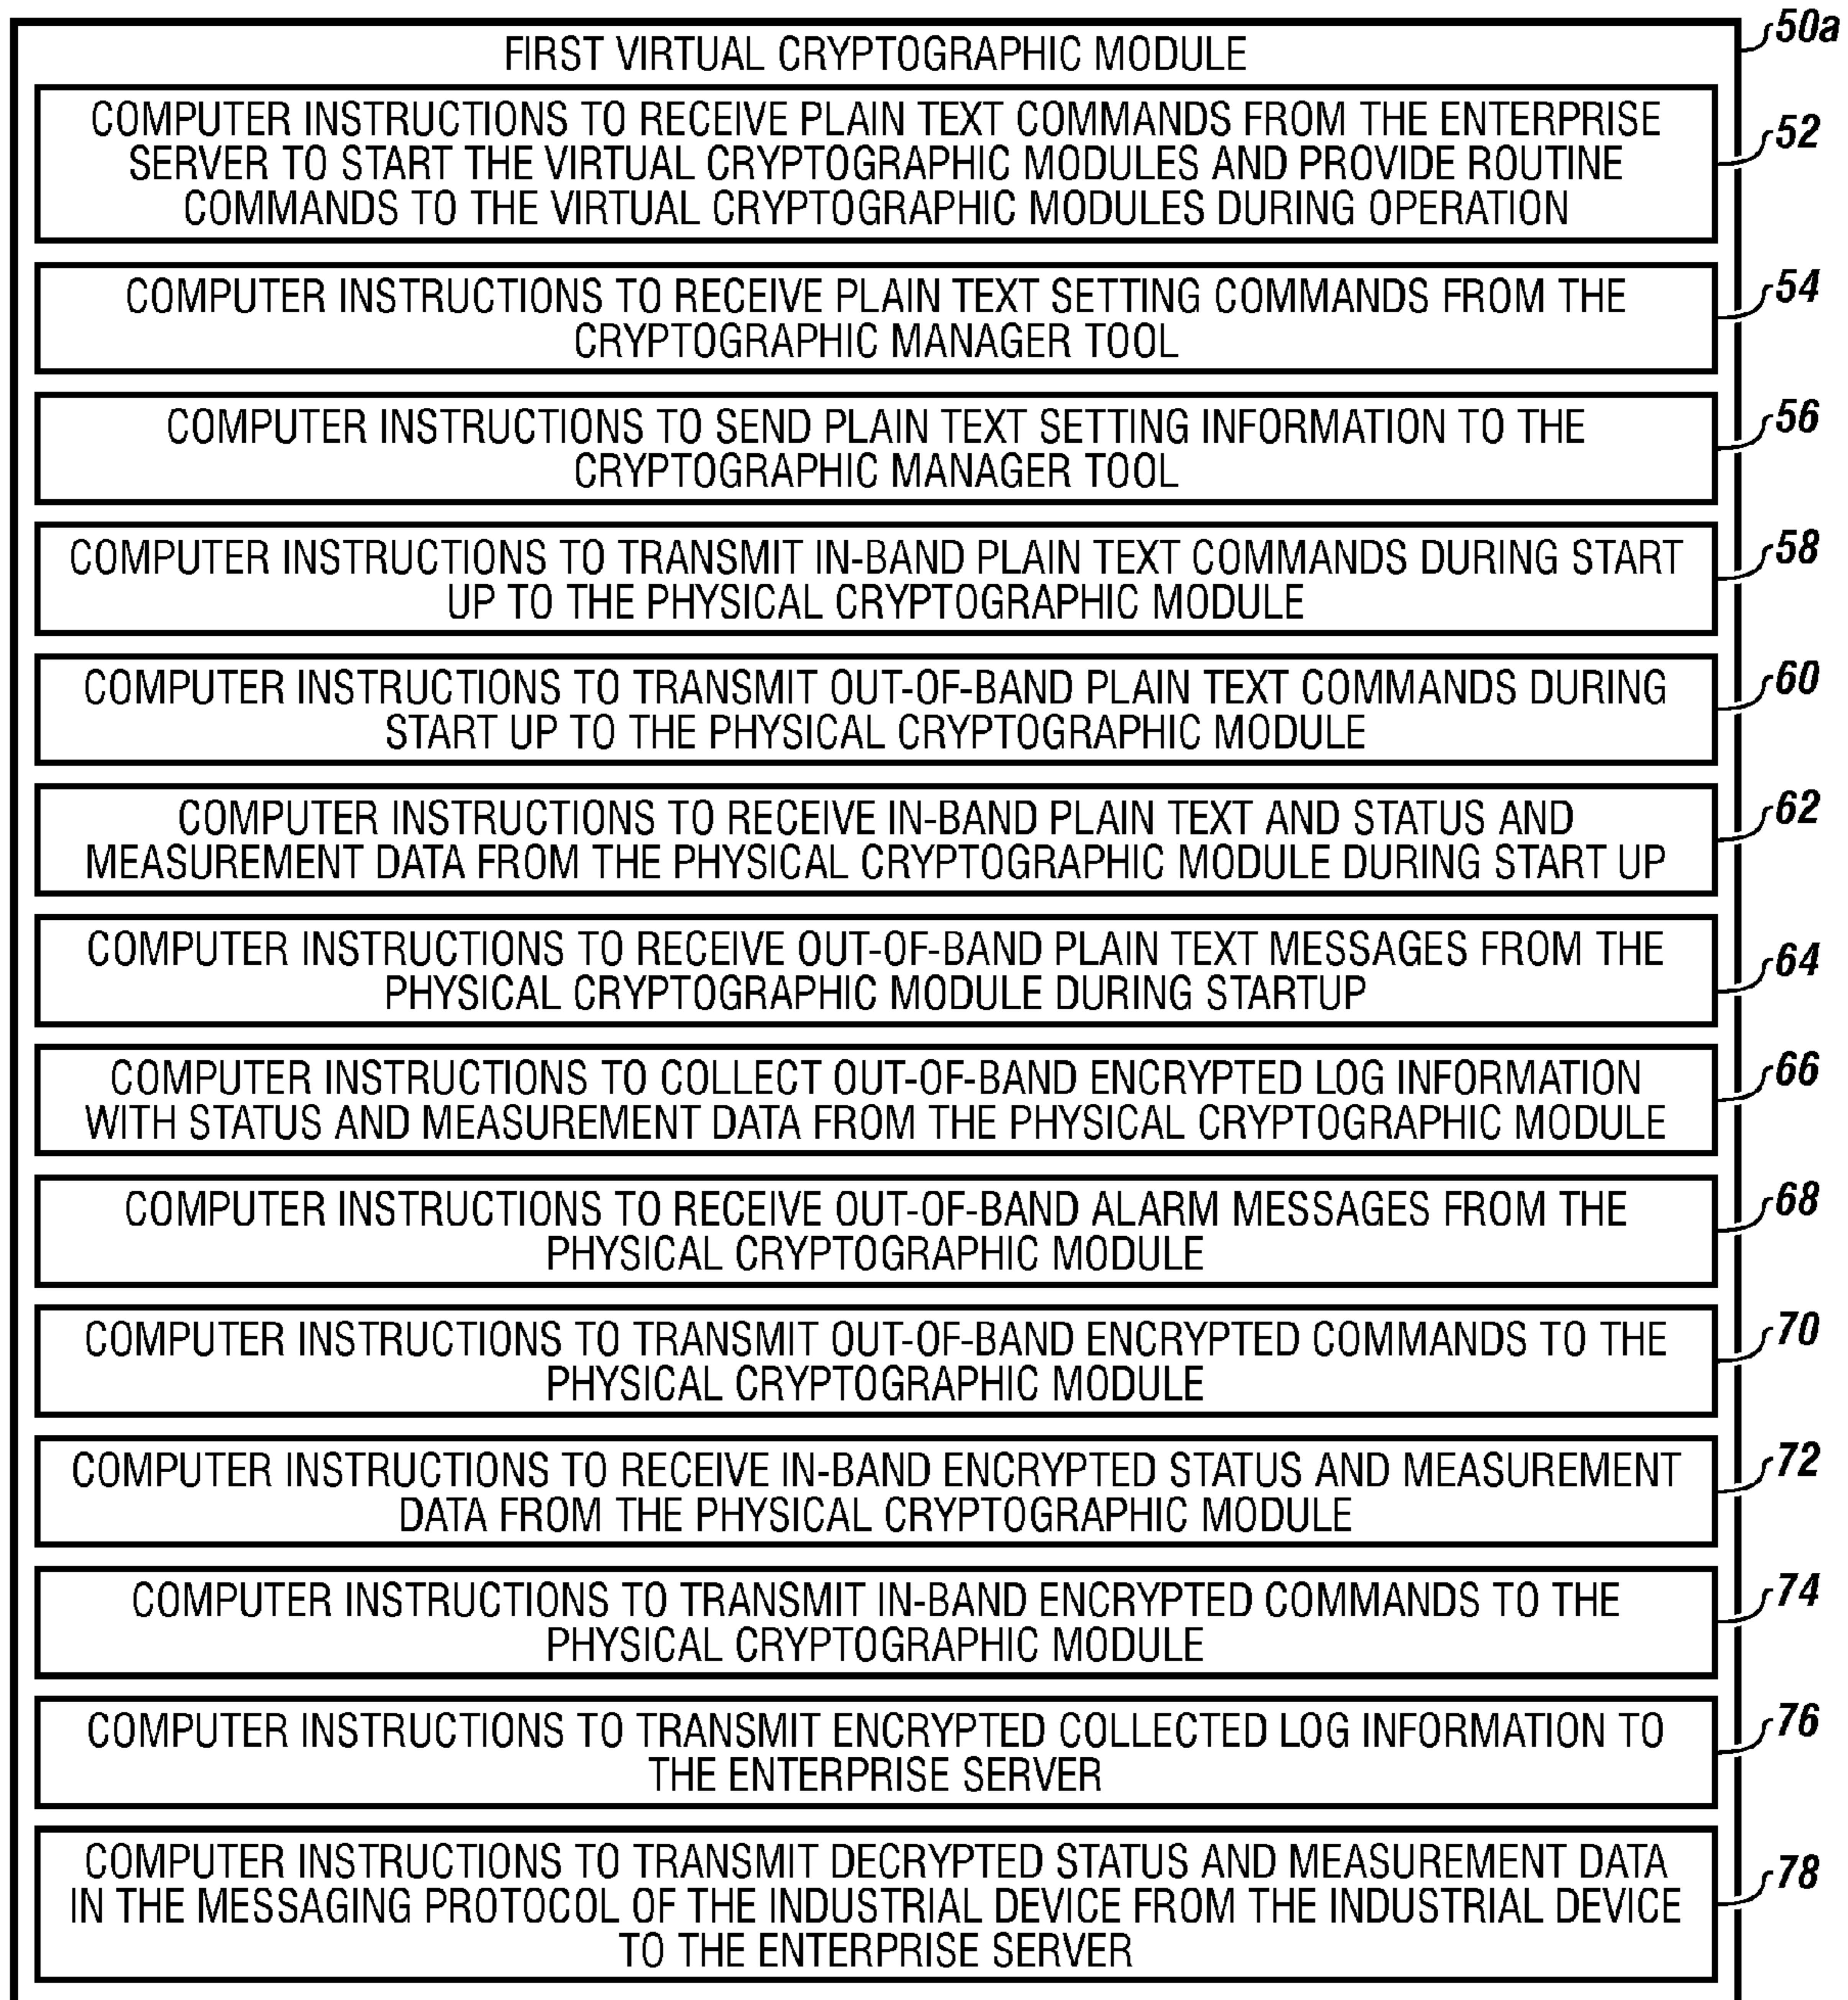 50a
FIRST VIRTUAL CRYPTOGRAPHIC MODULE
COMPUTER INSTRUCTIONS TO RECEIVE PLAIN TEXT COMMANDS FROM THE ENTERPRISE
SERVER TO START THE VIRTUAL CRYPTOGRAPHIC MODULES AND PROVIDE ROUTINE
COMMANDS TO THE VIRTUAL CRYPTOGRAPHIC MODULES DURING OPERATION
52
COMPUTER INSTRUCTIONS TO RECEIVE PLAIN TEXT SETTING COMMANDS FROM THE
CRYPTOGRAPHIC MANAGER TOOL
54
COMPUTER INSTRUCTIONS TO SEND PLAIN TEXT SETTING INFORMATION TO THE
CRYPTOGRAPHIC MANAGER TOOL
56
COMPUTER INSTRUCTIONS TO TRANSMIT IN-BAND PLAIN TEXT COMMANDS DURING START
UP TO THE PHYSICAL CRYPTOGRAPHIC MODULE
58
COMPUTER INSTRUCTIONS TO TRANSMIT OUT-OF-BAND PLAIN TEXT COMMANDS DURING
START UP TO THE PHYSICAL CRYPTOGRAPHIC MODULE
60
COMPUTER INSTRUCTIONS TO RECEIVE IN-BAND PLAIN TEXT AND STATUS AND
MEASUREMENT DATA FROM THE PHYSICAL CRYPTOGRAPHIC MODULE DURING START UP
62
COMPUTER INSTRUCTIONS TO RECEIVE OUT-OF-BAND PLAIN TEXT MESSAGES FROM THE
PHYSICAL CRYPTOGRAPHIC MODULE DURING STARTUP
64
COMPUTER INSTRUCTIONS TO COLLECT OUT-OF-BAND ENCRYPTED LOG INFORMATION
WITH STATUS AND MEASUREMENT DATA FROM THE PHYSICAL CRYPTOGRAPHIC MODULE
66
COMPUTER INSTRUCTIONS TO RECEIVE OUT-OF-BAND ALARM MESSAGES FROM THE
PHYSICAL CRYPTOGRAPHIC MODULE
68
COMPUTER INSTRUCTIONS TO TRANSMIT OUT-OF-BAND ENCRYPTED COMMANDS TO THE
PHYSICAL CRYPTOGRAPHIC MODULE
70
COMPUTER INSTRUCTIONS TO RECEIVE IN-BAND ENCRYPTED STATUS AND MEASUREMENT
DATA FROM THE PHYSICAL CRYPTOGRAPHIC MODULE
72
COMPUTER INSTRUCTIONS TO TRANSMIT IN-BAND ENCRYPTED COMMANDS TO THE
PHYSICAL CRYPTOGRAPHIC MODULE
74
COMPUTER INSTRUCTIONS TO TRANSMIT ENCRYPTED COLLECTED LOG INFORMATION TO
THE ENTERPRISE SERVER
76
COMPUTER INSTRUCTIONS TO TRANSMIT DECRYPTED STATUS AND MEASUREMENT DATA
IN THE MESSAGING PROTOCOL OF THE INDUSTRIAL DEVICE FROM THE INDUSTRIAL DEVICE
TO THE ENTERPRISE SERVER
78